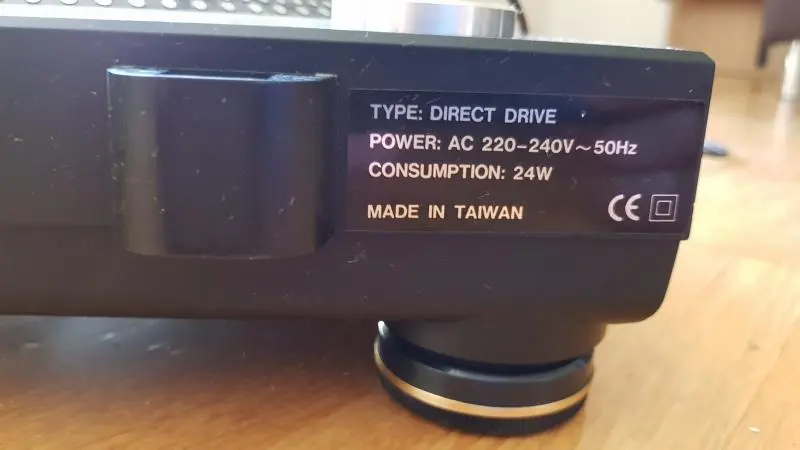 TYPE: DIRECT DRIVE
POWER: AC 220-240V~50Hz
CONSUMPTION: 24W
MADE IN TAIWAN CE